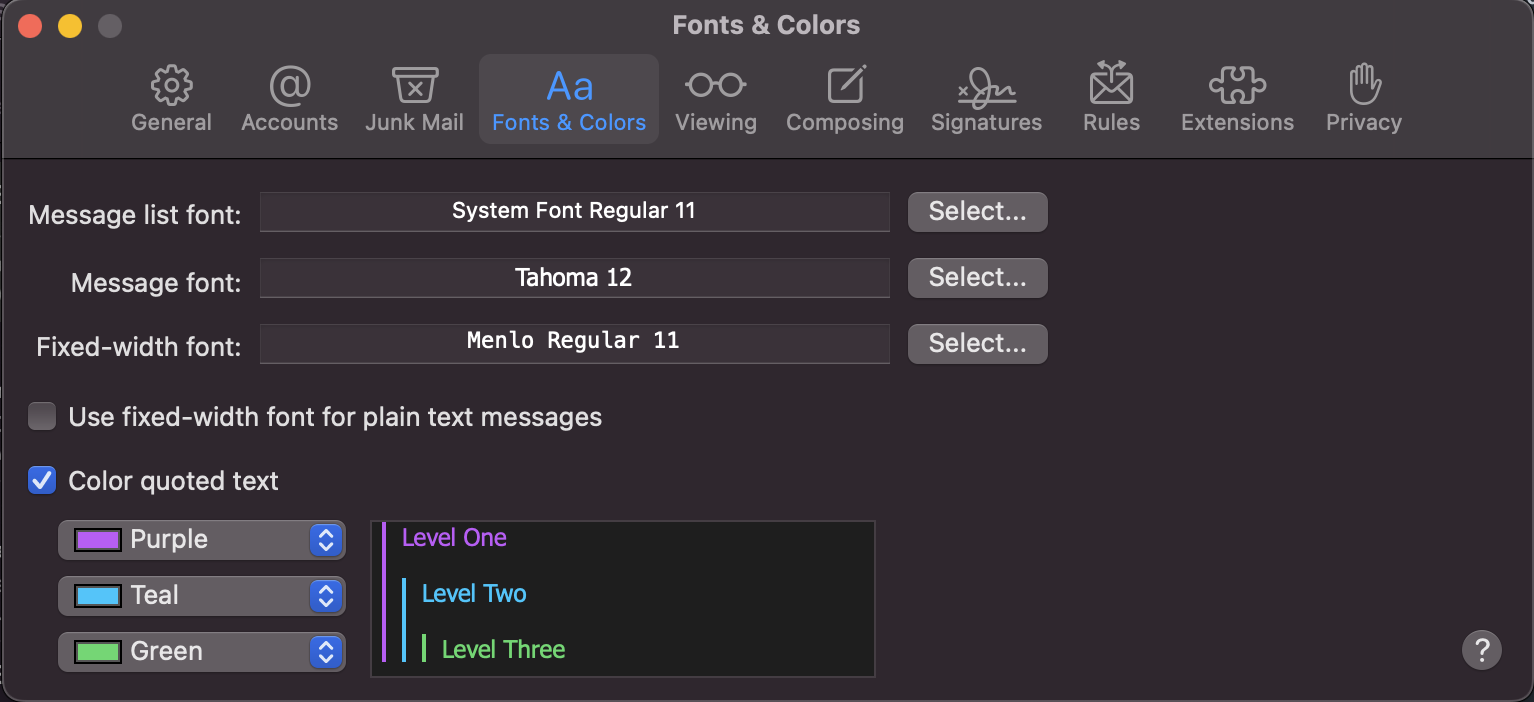 Fonts & Colors
General Accounts Junk Mail Fonts & Colors Viewing Composing Signatures Rules Extensions Privacy
Message list font: System Font Regular 11 Select...
Message font: Tahoma 12 Select...
Fixed-width font: Menlo Regular 11 Select...
Use fixed-width font for plain text messages
Color quoted text
Purple Level One
Teal Level Two
Green Level Three
?